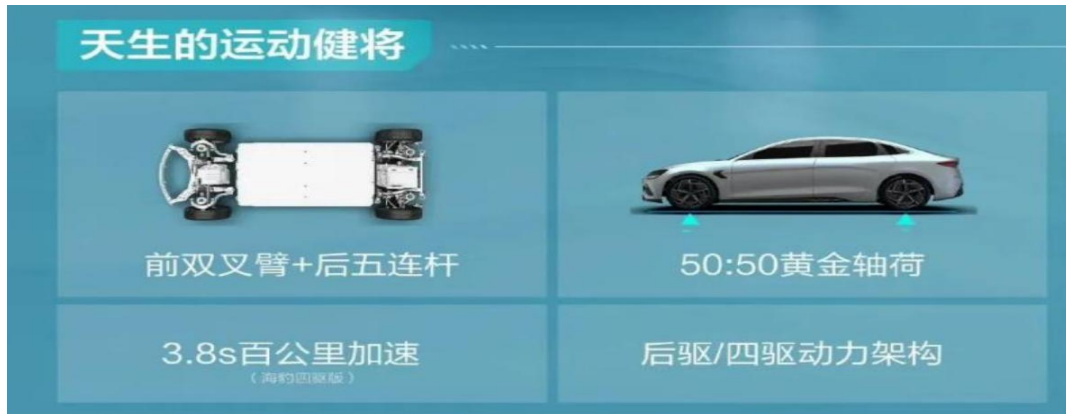 天生的运动健将
前双叉臂+后五连杆
50:50黄金轴荷
3.8s百公里加速
（海豹四驱版）
后驱/四驱动力架构